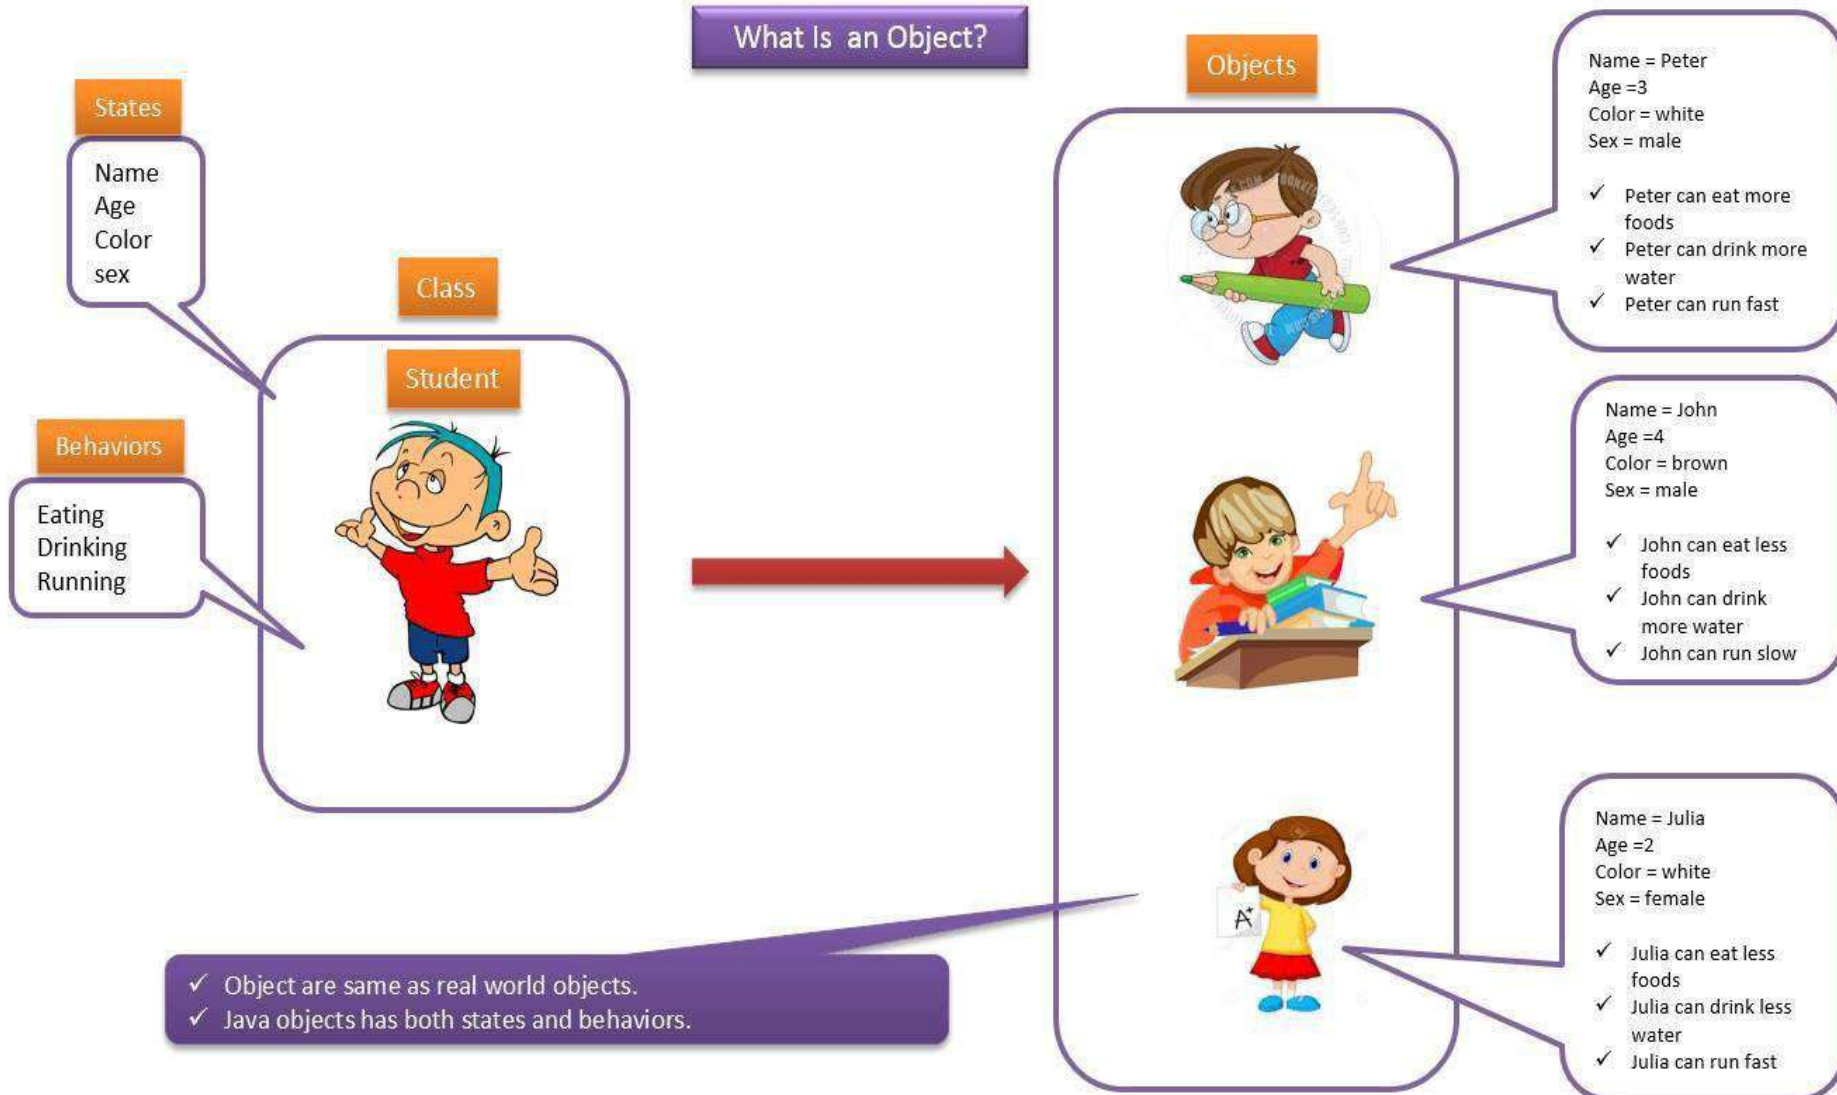 What Is an Object?
States
Name
Age
Color
sex
Behaviors
Eating
Drinking
Running
Class
Student
Objects
Name = Peter
Age =3
Color = white
Sex = male
✓ Peter can eat more
foods
✓ Peter can drink more
water
✓ Peter can run fast
Name = John
Age =4
Color = brown
Sex = male
✓ John can eat less
foods
✓ John can drink
more water
✓ John can run slow
A+
Name = Julia
Age =2
Color = white
Sex = female
✓ Julia can eat less
foods
✓ Julia can drink less
water
✓ Julia can run fast
✓ Object are same as real world objects.
✓ Java objects has both states and behaviors.